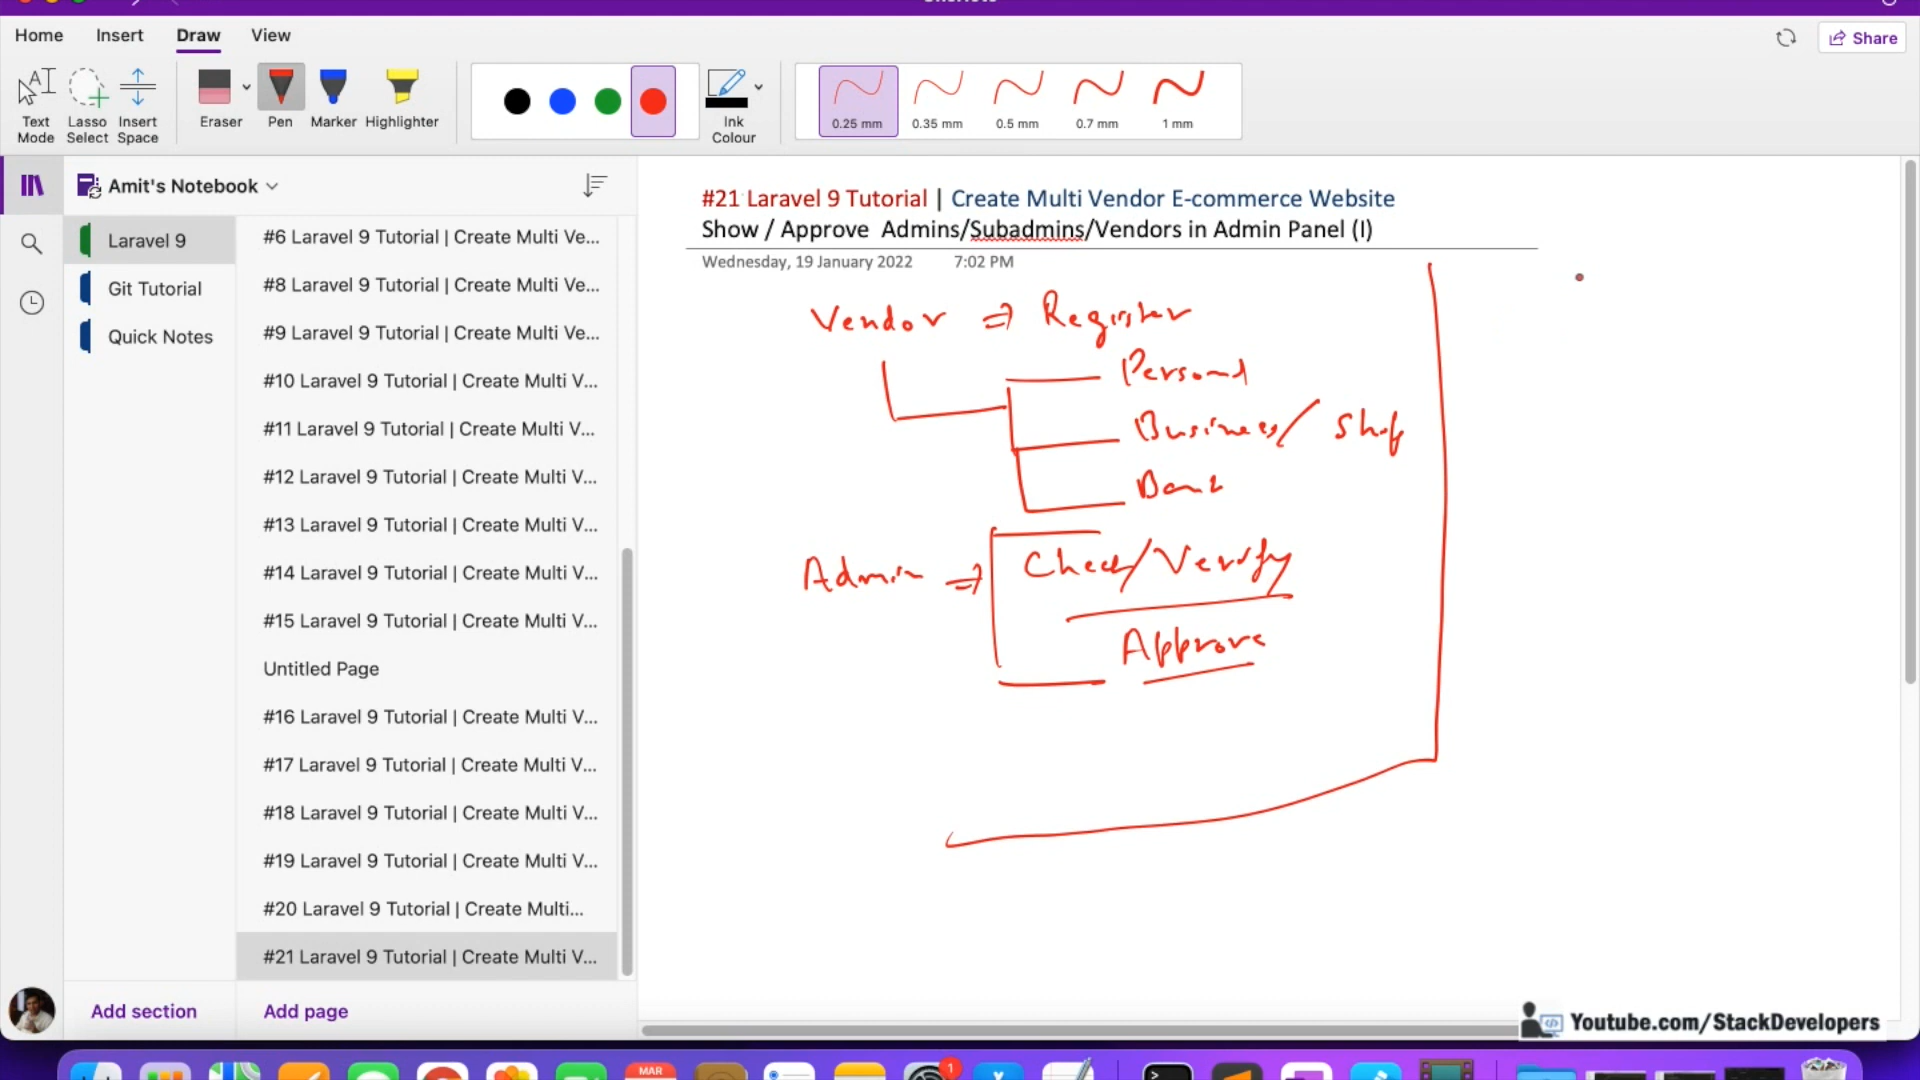 Home Insert Draw View
Share
Text Mode
Lasso Select
Insert Space
Eraser
Pen
Marker
Highlighter
Ink Colour
0.25 mm
0.35 mm
0.5 mm
0.7 mm
1 mm
Amit's Notebook
Laravel 9
Git Tutorial
Quick Notes
#6 Laravel 9 Tutorial | Create Multi Ve...
#8 Laravel 9 Tutorial | Create Multi Ve...
#9 Laravel 9 Tutorial | Create Multi Ve...
#10 Laravel 9 Tutorial | Create Multi V...
#11 Laravel 9 Tutorial | Create Multi V...
#12 Laravel 9 Tutorial | Create Multi V...
#13 Laravel 9 Tutorial | Create Multi V...
#14 Laravel 9 Tutorial | Create Multi V...
#15 Laravel 9 Tutorial | Create Multi V...
Untitled Page
#16 Laravel 9 Tutorial | Create Multi V...
#17 Laravel 9 Tutorial | Create Multi V...
#18 Laravel 9 Tutorial | Create Multi V...
#19 Laravel 9 Tutorial | Create Multi V...
#20 Laravel 9 Tutorial | Create Multi...
#21 Laravel 9 Tutorial | Create Multi V...
Add section
Add page
#21 Laravel 9 Tutorial | Create Multi Vendor E-commerce Website
Show / Approve Admins/Subadmins/Vendors in Admin Panel (I)
Wednesday, 19 January 2022 7:02 PM
Vendor ⇒ Register
Personal
Business/ Shop
Bank
Admin ⇒ Check/Verify
Approve
Youtube.com/StackDevelopers
MAR
1